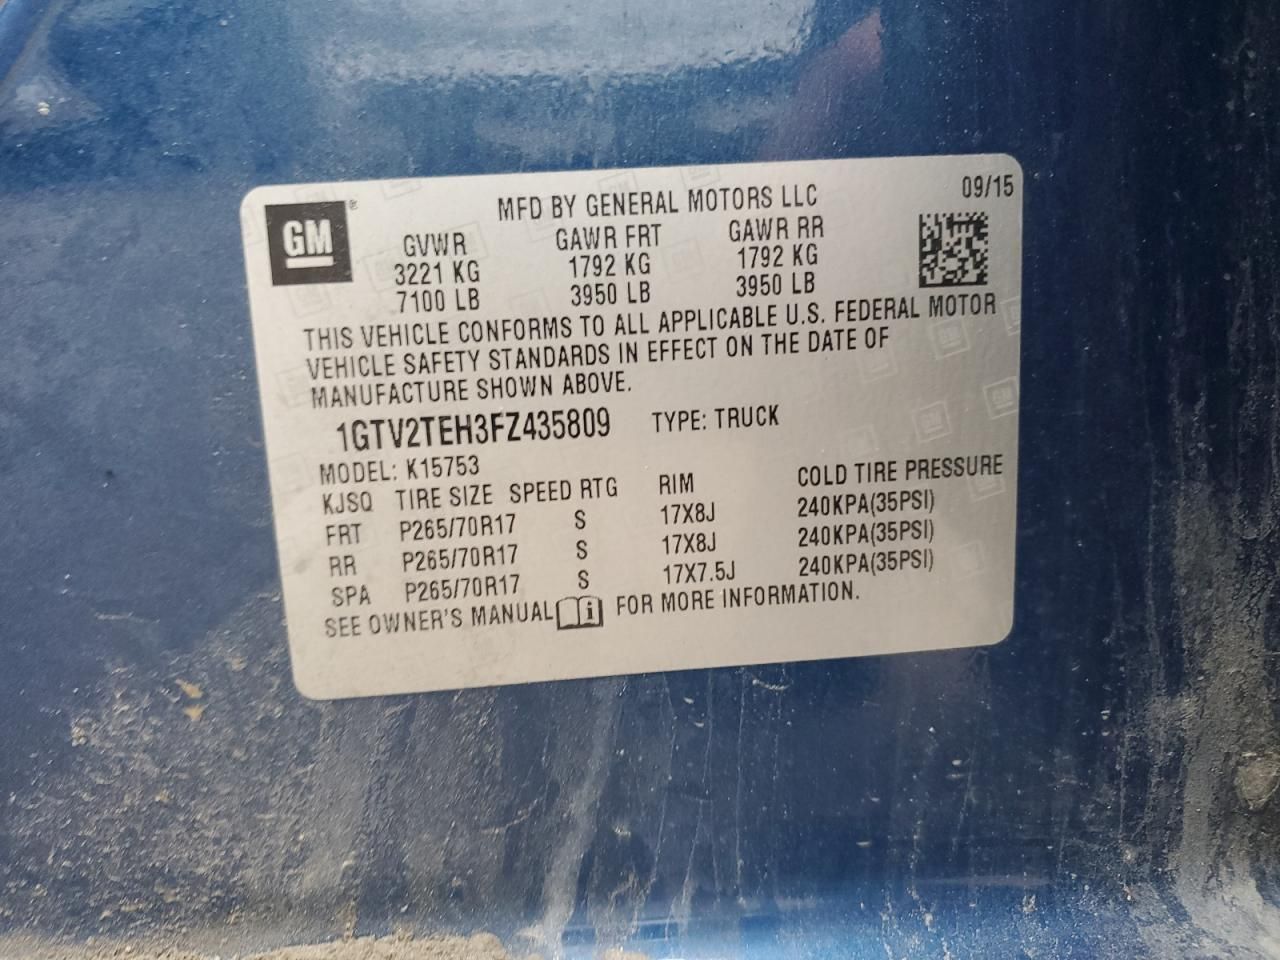 MFD BY GENERAL MOTORS LLC 09/15
GM ®
GVWR GAWR FRT GAWR RR
3221 KG 1792 KG 1792 KG
7100 LB 3950 LB 3950 LB
THIS VEHICLE CONFORMS TO ALL APPLICABLE U.S. FEDERAL MOTOR
VEHICLE SAFETY STANDARDS IN EFFECT ON THE DATE OF
MANUFACTURE SHOWN ABOVE.
1GTV2TEH3FZ435809 TYPE: TRUCK
MODEL: K15753
KJSQ TIRE SIZE SPEED RTG RIM COLD TIRE PRESSURE
FRT P265/70R17 S 17X8J 240KPA(35PSI)
RR P265/70R17 S 17X8J 240KPA(35PSI)
SPA P265/70R17 S 17X7.5J 240KPA(35PSI)
SEE OWNER'S MANUAL FOR MORE INFORMATION.